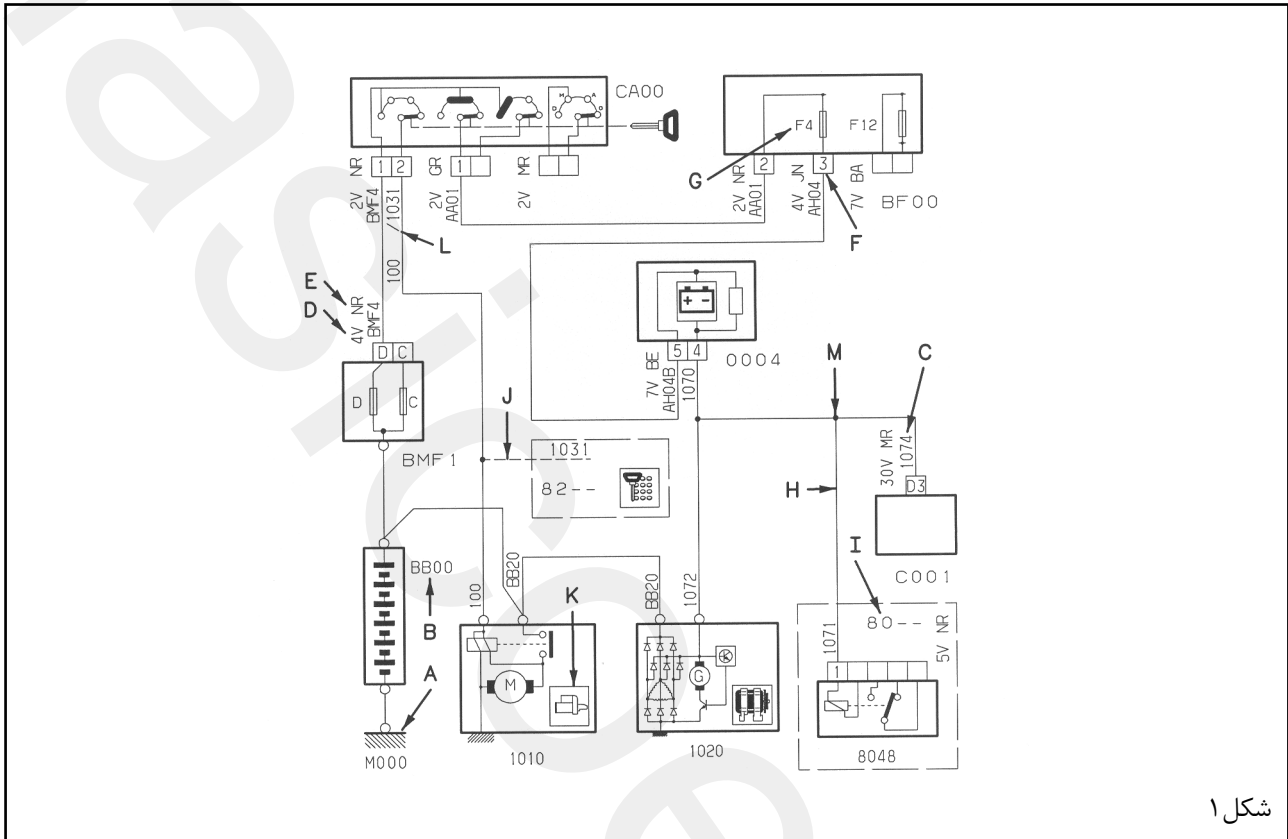 CA00
F4
F12
G
1 2
1
2
3
2V NR
BMF4
1031
2V GR
AA01
2V MR
2V NR
AA01
4V JN
AH04
7V BA
BF00
F
L
100
E
D
4V NR
BMF4
D C
D
C
BMF1
+ -
5 4
0004
7V BE
AH04B
1070
M
C
J
1031
82--
30V MR
1074
D3
H
C001
I
80--
BB00
B
A
M000
100
BB20
K
M
1010
BB20
1072
G
1020
1071
5V NR
1
8048
H A
D D
شکل ۱